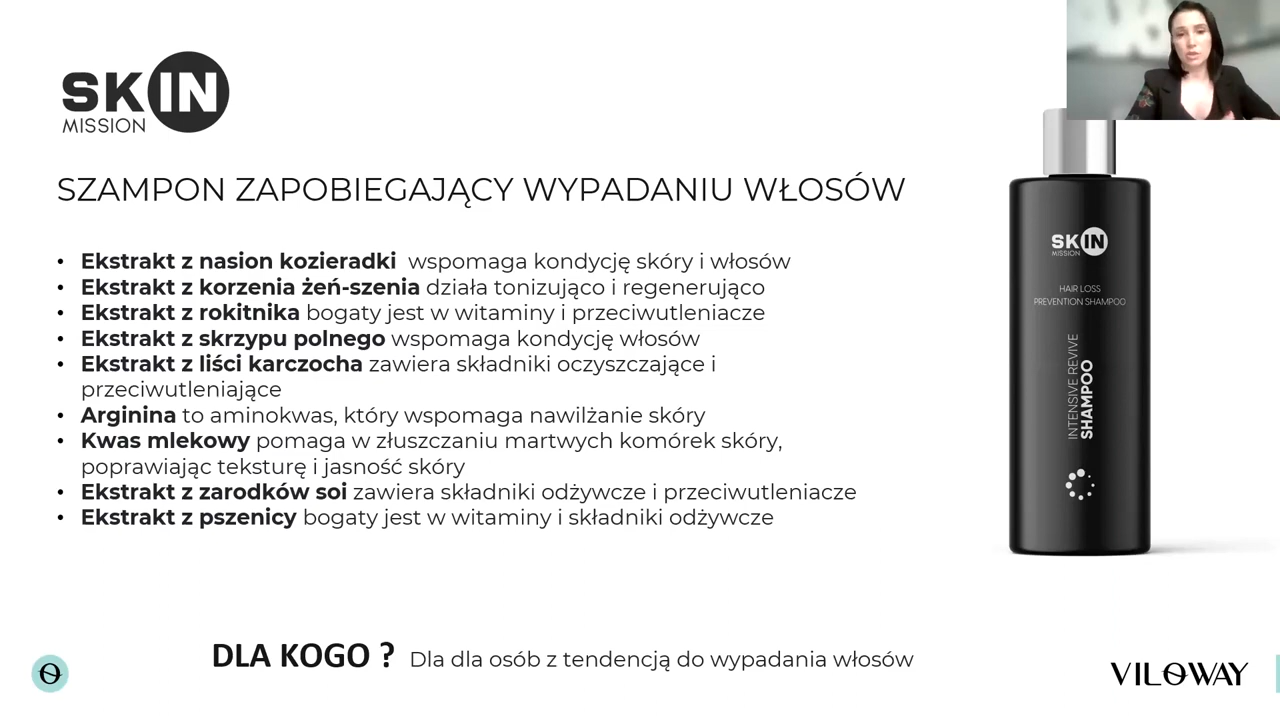 SKIN
MISSION
SZAMPON ZAPOBIEGAJĄCY WYPADANIU WŁOSÓW
• Ekstrakt z nasion kozieradki wspomaga kondycję skóry i włosów
• Ekstrakt z korzenia żeń-szenia działa tonizująco i regenerująco
• Ekstrakt z rokitnika bogaty jest w witaminy i przeciwutleniacze
• Ekstrakt z skrzypu polnego wspomaga kondycję włosów
• Ekstrakt z liści karczocha zawiera składniki oczyszczające i
przeciwutleniające
• Arginina to aminokwas, który wspomaga nawilżanie skóry
• Kwas mlekowy pomaga w złuszczaniu martwych komórek skóry,
poprawiając teksturę i jasność skóry
• Ekstrakt z zarodków soi zawiera składniki odżywcze i przeciwutleniacze
• Ekstrakt z pszenicy bogaty jest w witaminy i składniki odżywcze
SKIN
MISSION
HAIR LOSS
PREVENTION SHAMPOO
INTENSIVE REVIVE
SHAMPOO
DLA KOGO ? Dla dla osób z tendencją do wypadania włosów
VILOWAY